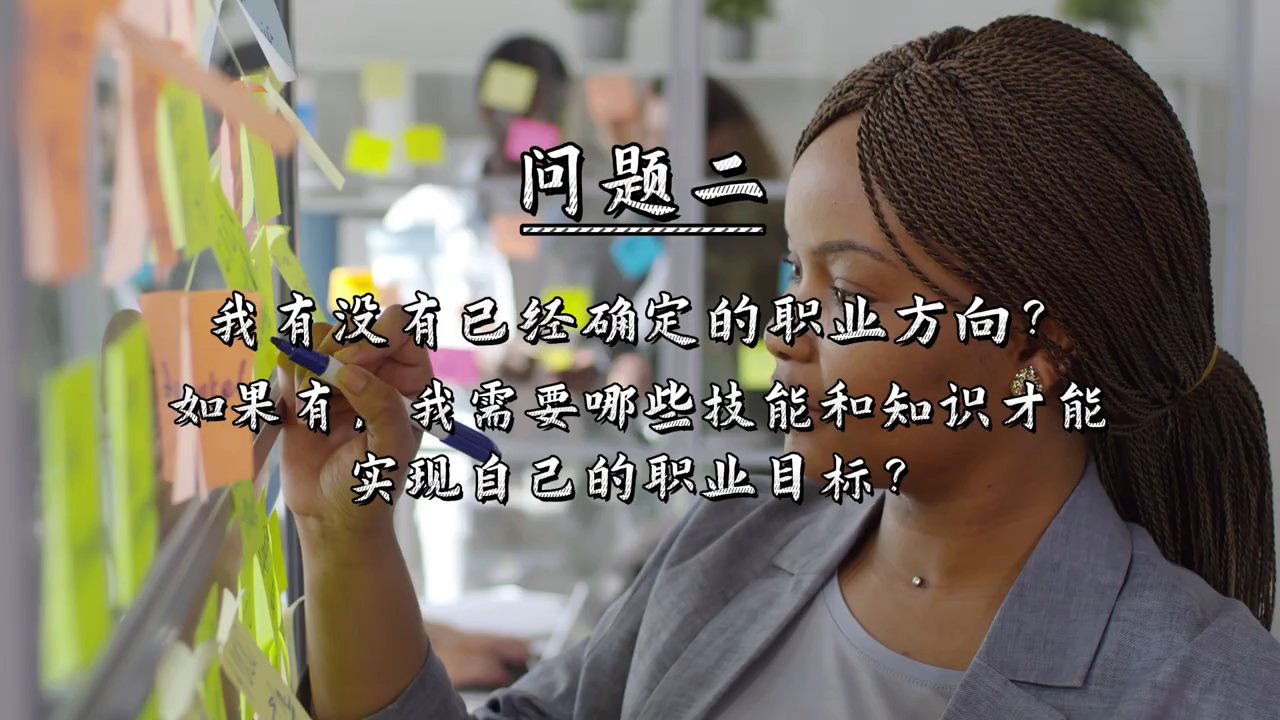 问题二
我有没有已经确定的职业方向？
如果有，我需要哪些技能和知识才能
实现自己的职业目标？